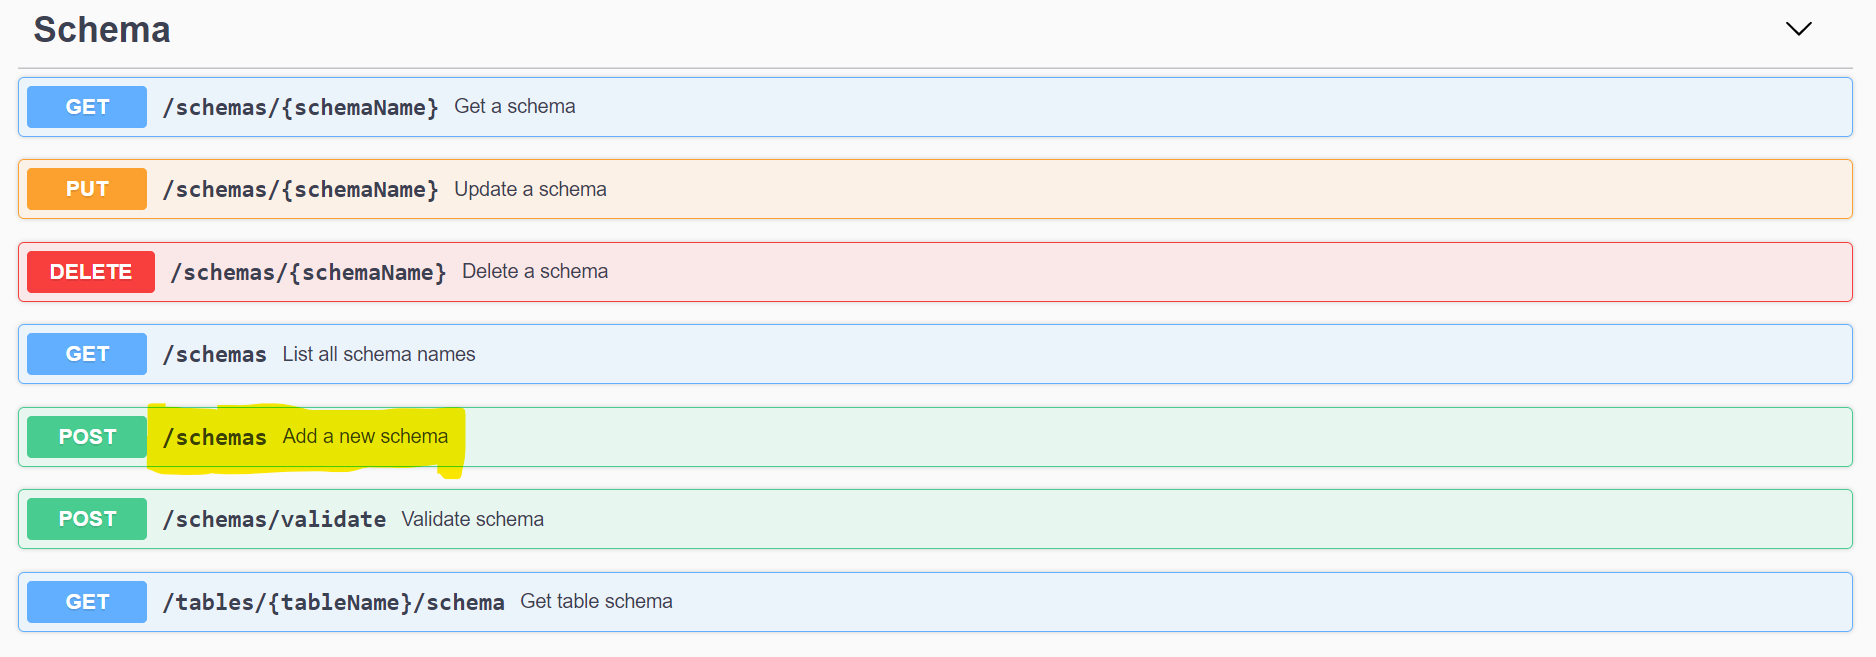 Schema
GET /schemas/{schemaName} Get a schema
PUT /schemas/{schemaName} Update a schema
DELETE /schemas/{schemaName} Delete a schema
GET /schemas List all schema names
POST /schemas Add a new schema
POST /schemas/validate Validate schema
GET /tables/{tableName}/schema Get table schema